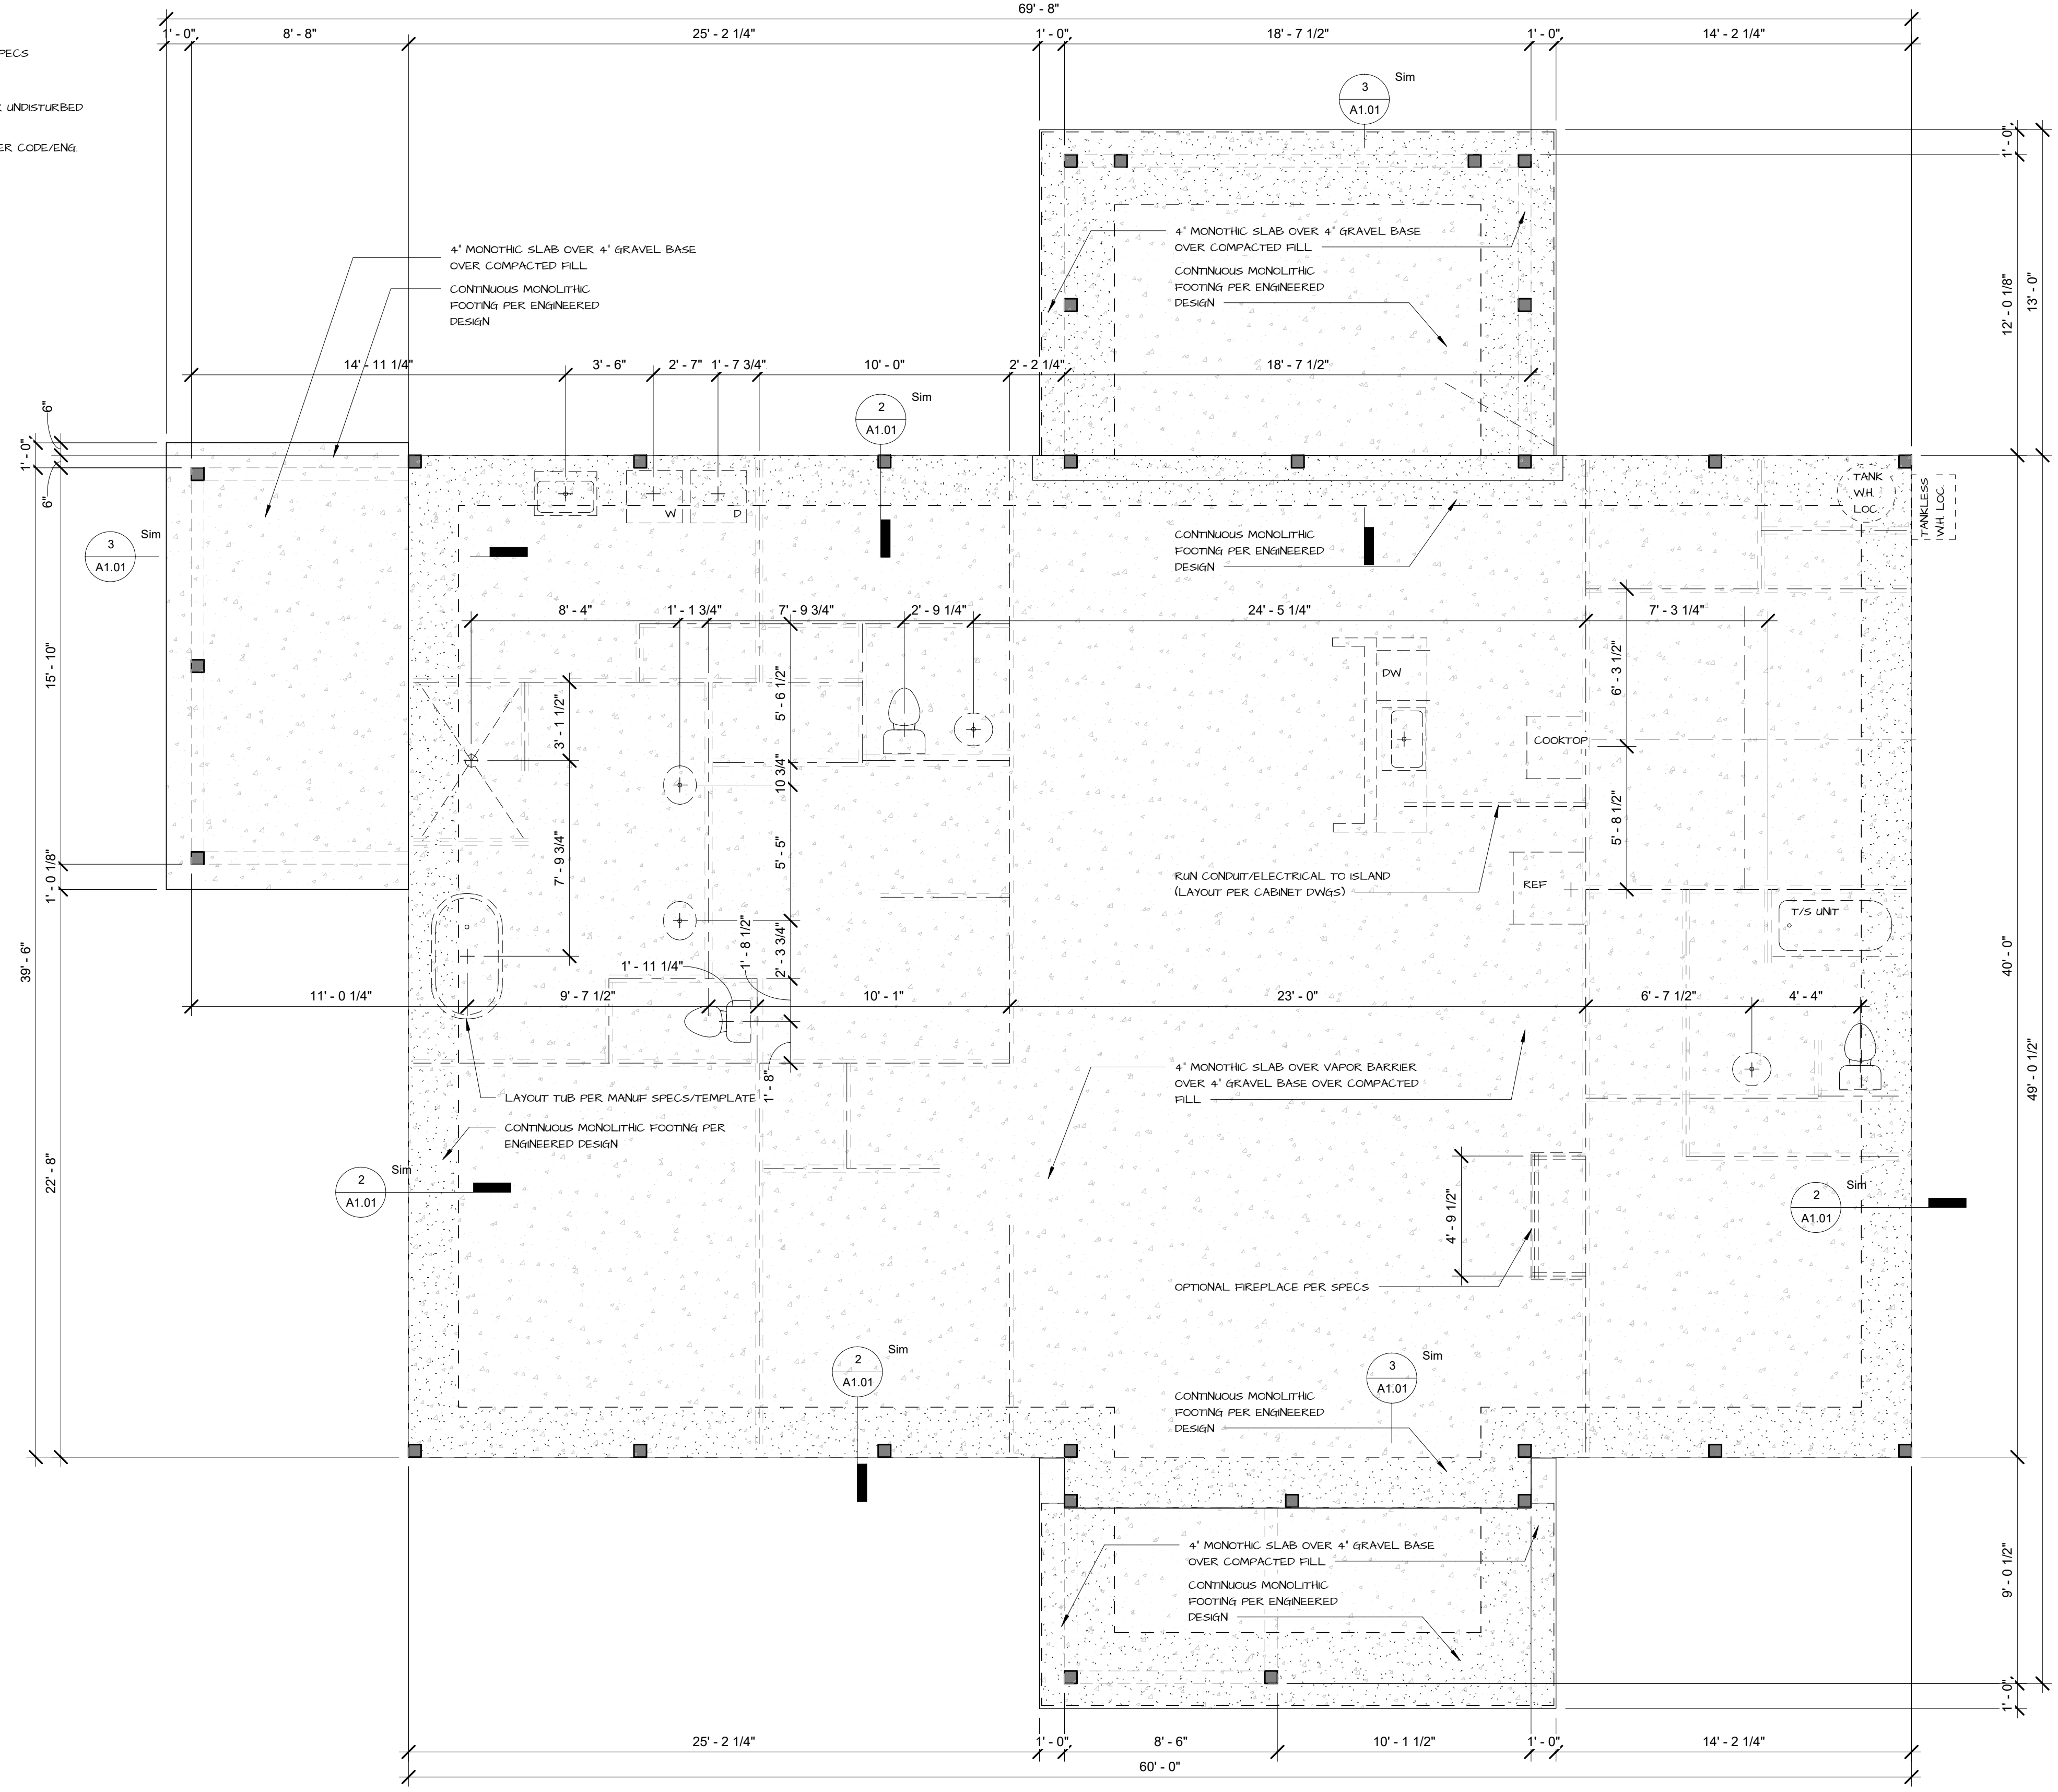 69' - 8"
1' - 0"
8' - 8"
25' - 2 1/4"
1' - 0"
18' - 7 1/2"
1' - 0"
14' - 2 1/4"
PECS
UNDISTURBED
ER CODE/ENG.
3
A1.01
Sim
1' - 0"
12' - 0 1/8"
13' - 0"
4" MONOTHIC SLAB OVER 4" GRAVEL BASE
OVER COMPACTED FILL
CONTINUOUS MONOLITHIC
FOOTING PER ENGINEERED
DESIGN
4" MONOTHIC SLAB OVER 4" GRAVEL BASE
OVER COMPACTED FILL
CONTINUOUS MONOLITHIC
FOOTING PER ENGINEERED
DESIGN
14' - 11 1/4"
3' - 6"
2' - 7"
1' - 7 3/4"
10' - 0"
2' - 2 1/4"
18' - 7 1/2"
2
A1.01
Sim
6"
1' - 0"
6"
W
D
TANK
W.H.
LOC.
TANKLESS
W.H. LOC.
3
A1.01
Sim
CONTINUOUS MONOLITHIC
FOOTING PER ENGINEERED
DESIGN
8' - 4"
1' - 1 3/4"
7' - 9 3/4"
2' - 9 1/4"
24' - 5 1/4"
7' - 3 1/4"
15' - 10"
3' - 1 1/2"
5' - 6 1/2"
DW
6' - 3 1/2"
COOKTOP
10 3/4"
7' - 9 3/4"
5' - 5"
5' - 8 1/2"
1' - 0 1/8"
RUN CONDUIT/ELECTRICAL TO ISLAND
(LAYOUT PER CABINET DWGS)
REF
T/S UNIT
39' - 6"
1' - 8 1/2"
2' - 3 3/4"
1' - 11 1/4"
40' - 0"
11' - 0 1/4"
9' - 7 1/2"
10' - 1"
23' - 0"
6' - 7 1/2"
4' - 4"
49' - 0 1/2"
1' - 8"
4" MONOTHIC SLAB OVER VAPOR BARRIER
OVER 4" GRAVEL BASE OVER COMPACTED
FILL
LAYOUT TUB PER MANUF SPECS/TEMPLATE
CONTINUOUS MONOLITHIC FOOTING PER
ENGINEERED DESIGN
22' - 8"
2
A1.01
Sim
4' - 9 1/2"
2
A1.01
Sim
OPTIONAL FIREPLACE PER SPECS
2
A1.01
Sim
3
A1.01
Sim
CONTINUOUS MONOLITHIC
FOOTING PER ENGINEERED
DESIGN
4" MONOTHIC SLAB OVER 4" GRAVEL BASE
OVER COMPACTED FILL
CONTINUOUS MONOLITHIC
FOOTING PER ENGINEERED
DESIGN
9' - 0 1/2"
1' - 0"
25' - 2 1/4"
1' - 0"
8' - 6"
10' - 1 1/2"
1' - 0"
14' - 2 1/4"
60' - 0"